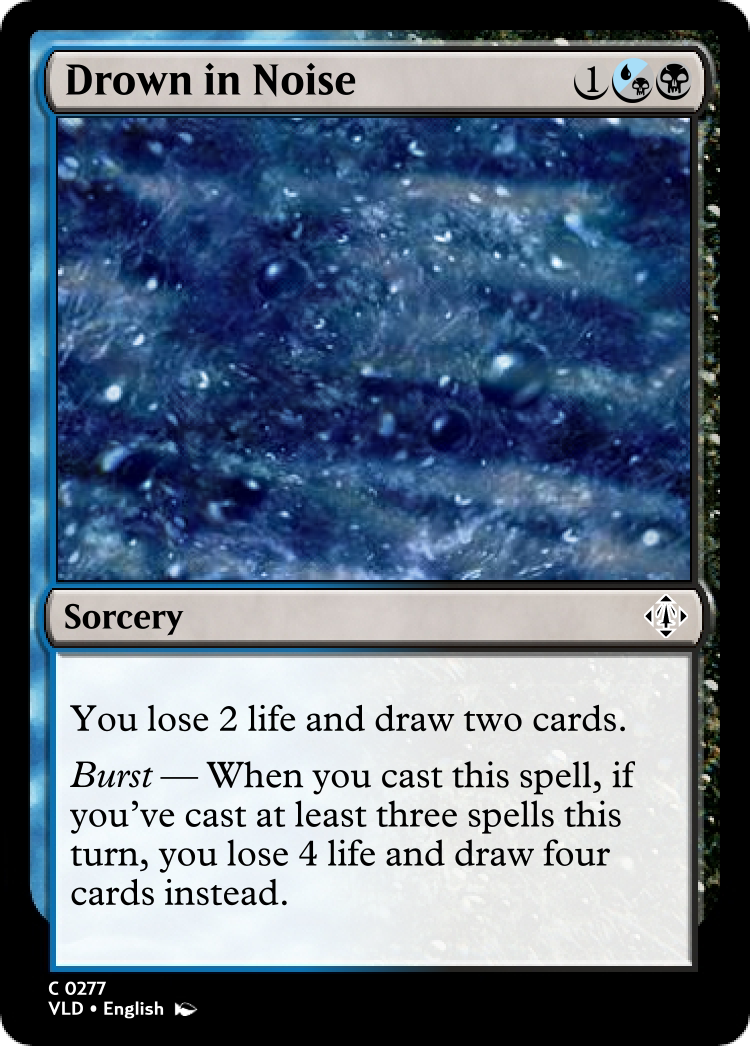 Drown in Noise 1
Sorcery
You lose 2 life and draw two cards.
Burst — When you cast this spell, if
you've cast at least three spells this
turn, you lose 4 life and draw four
cards instead.
C 0277
VLD • English